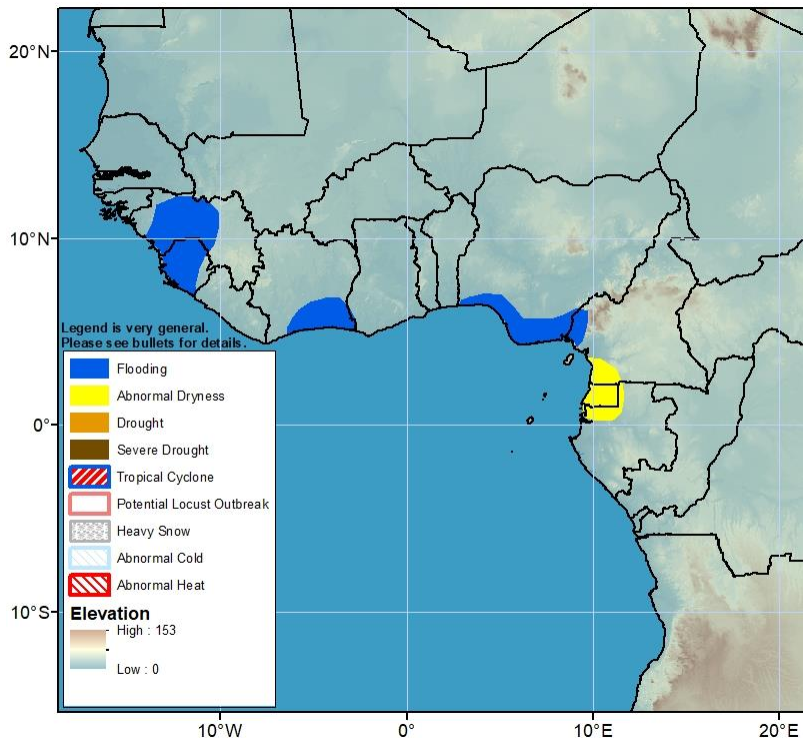 20°N
10°N
0°
10°S
Legend is very general.
Please see bullets for details.
Flooding
Abnormal Dryness
Drought
Severe Drought
Tropical Cyclone
Potential Locust Outbreak
Heavy Snow
Abnormal Cold
Abnormal Heat
Elevation
High : 153
Low : 0
10°W
0°
10°E
20°E